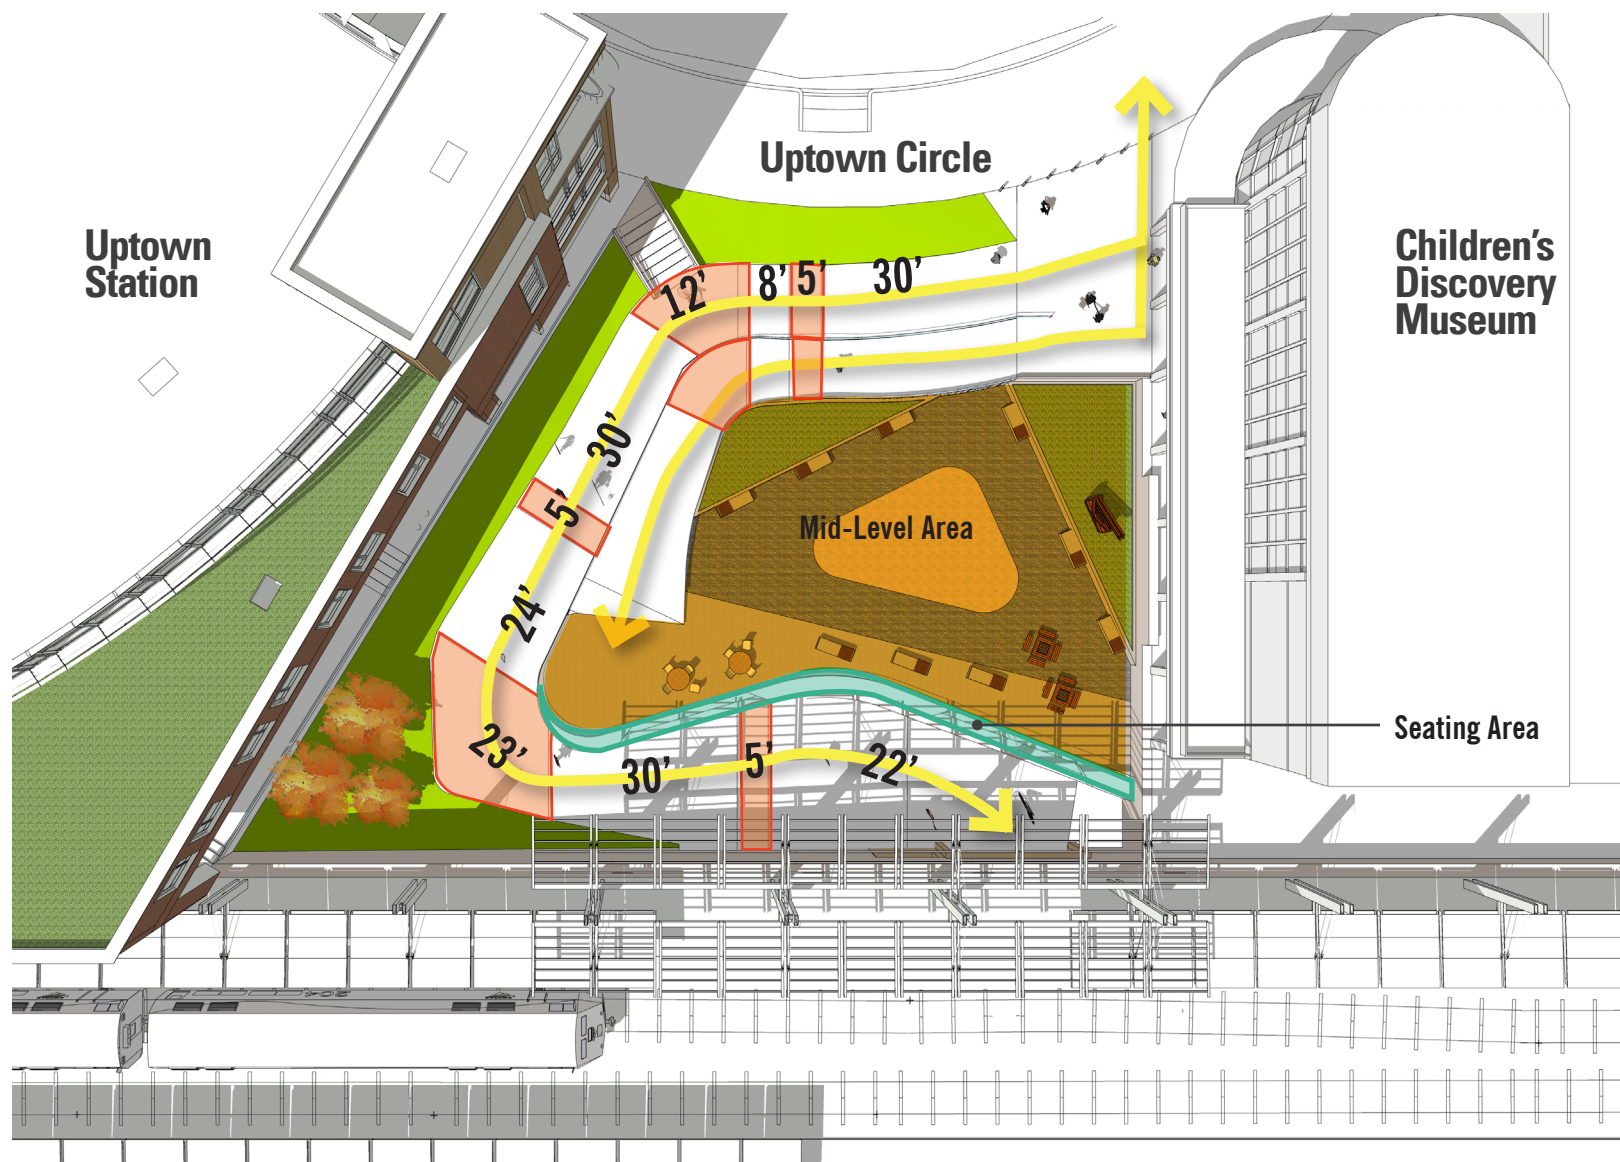 Uptown Circle
Uptown
Station
Children’s
Discovery
Museum
12’
8’
5’
30’
30’
5’
24’
23’
30’
5’
22’
Mid-Level Area
Seating Area